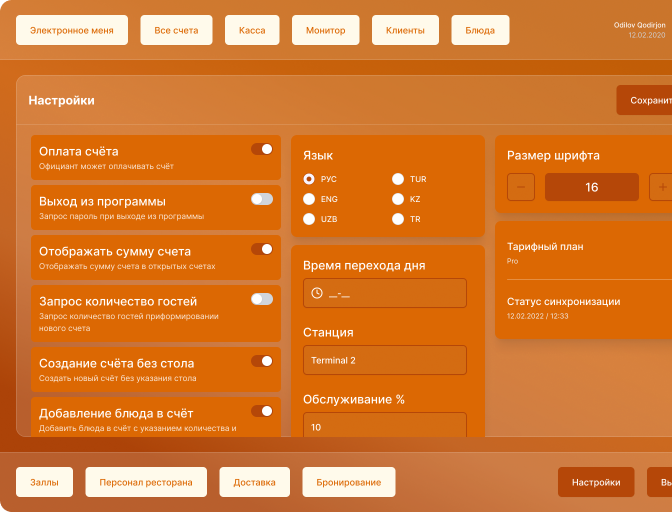 Электронное меня
Все счета
Касса
Монитор
Клиенты
Блюда
Odilov Qodirjon
12.02.2020
Настройки
Оплата счёта
Официант может оплачивать счёт
Выход из программы
Запрос пароль при выходе из программы
Отображать сумму счета
Отображать сумму счета в открытых счетах
Запрос количество гостей
Запрос количество гостей приформировании
нового счета
Создание счёта без стола
Создать новый счёт без указания стола
Добавление блюда в счёт
Добавить блюда в счёт с указанием количества и
Язык
РУС
TUR
ENG
KZ
UZB
TR
Время перехода дня
__-__
Станция
Terminal 2
Обслуживание %
10
Размер шрифта
− 16 +
Тарифный план
Pro
Статус синхронизации
12.02.2022 / 12:33
Заллы
Персонал ресторана
Доставка
Бронирование
Настройки